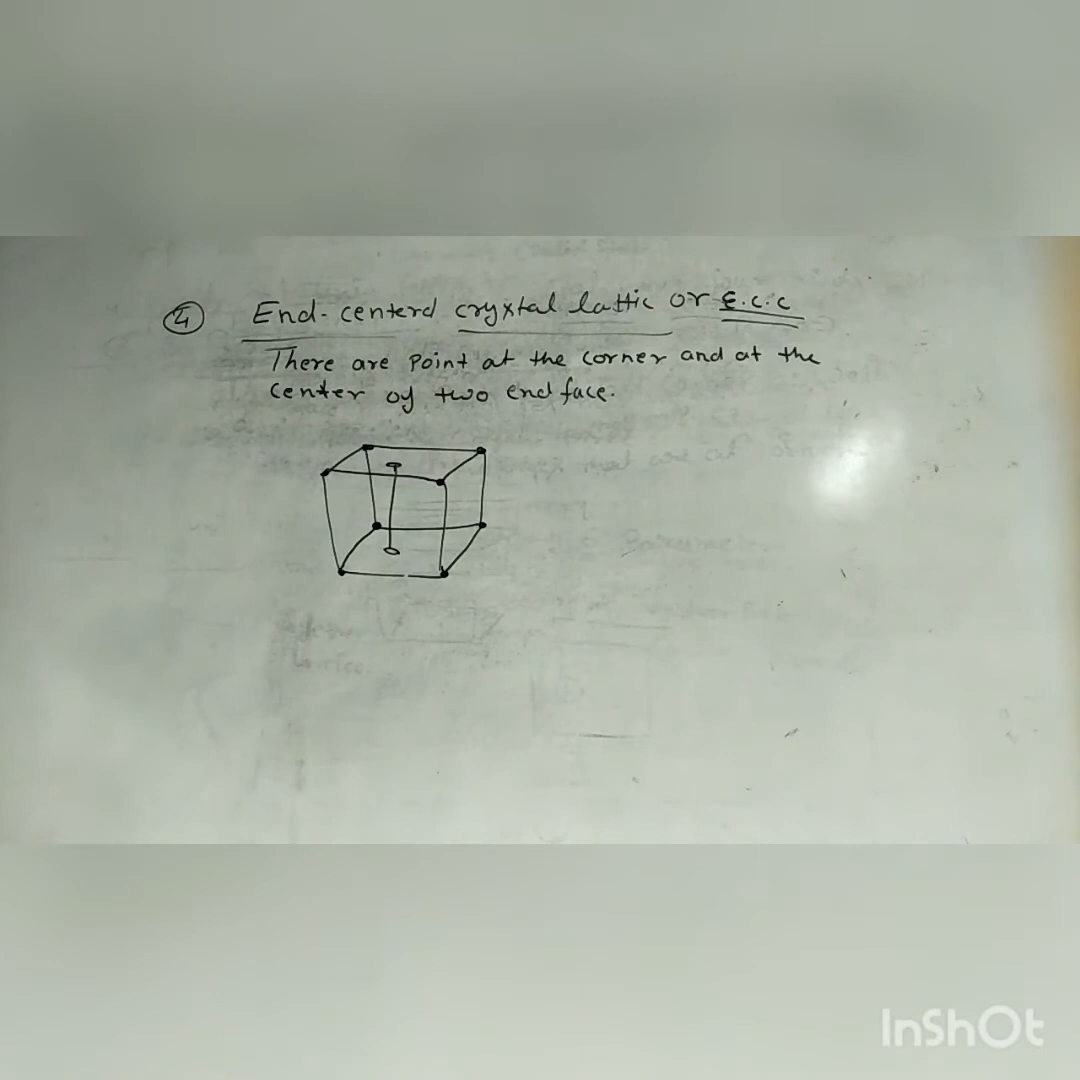 4 End-centerd cryxtal lattic or E.C.C
There are point at the corner and at the
center of two end face.
InShOt